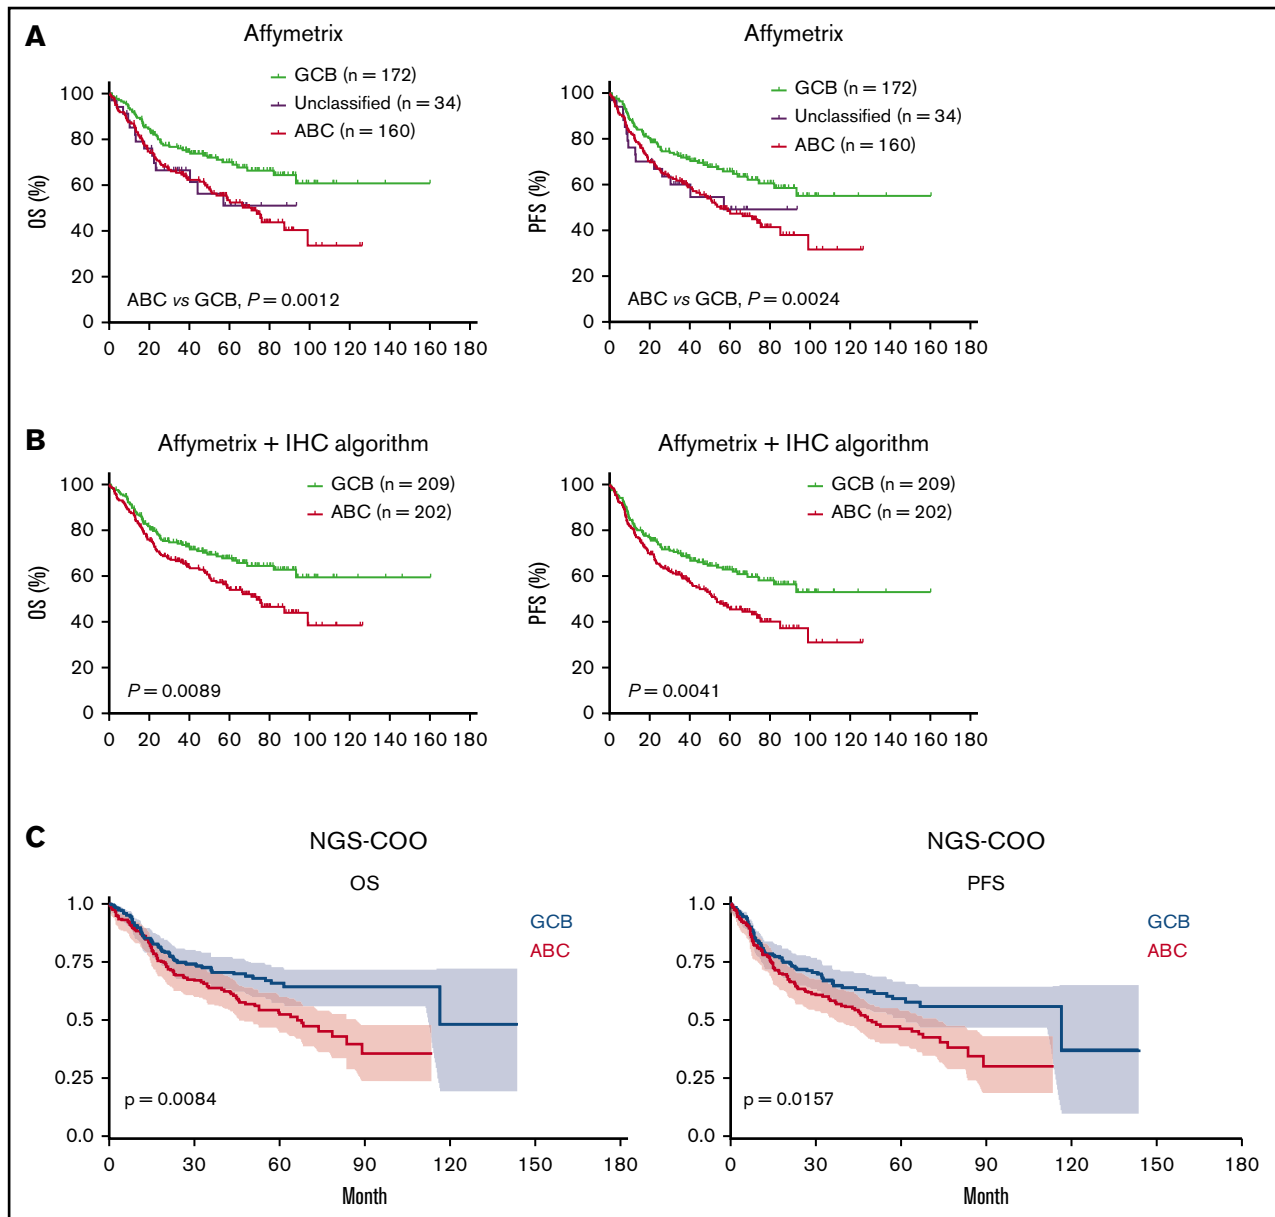 A
Affymetrix
GCB (n = 172)
Unclassified (n = 34)
ABC (n = 160)
OS (%)
100
80
60
40
20
0
ABC vs GCB, P = 0.0012
0 20 40 60 80 100 120 140 160 180
Affymetrix
GCB (n = 172)
Unclassified (n = 34)
ABC (n = 160)
PFS (%)
100
80
60
40
20
0
ABC vs GCB, P = 0.0024
0 20 40 60 80 100 120 140 160 180
B
Affymetrix + IHC algorithm
GCB (n = 209)
ABC (n = 202)
OS (%)
100
80
60
40
20
0
P = 0.0089
0 20 40 60 80 100 120 140 160 180
Affymetrix + IHC algorithm
GCB (n = 209)
ABC (n = 202)
PFS (%)
100
80
60
40
20
0
P = 0.0041
0 20 40 60 80 100 120 140 160 180
C
NGS-COO
OS
GCB
ABC
1.0
0.75
0.5
0.25
0.0
p = 0.0084
0 30 60 90 120 150 180
Month
NGS-COO
PFS
GCB
ABC
1.0
0.75
0.5
0.25
0.0
p = 0.0157
0 30 60 90 120 150 180
Month